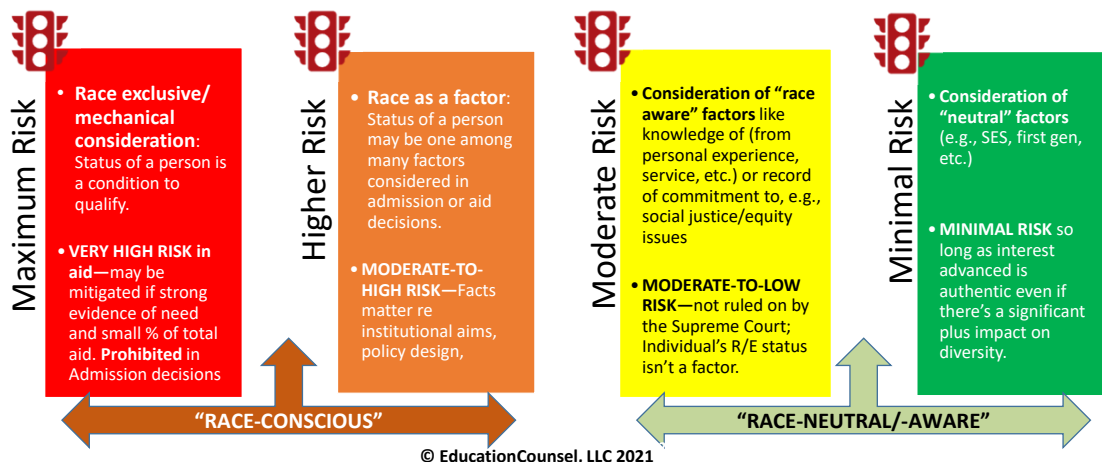 Maximum Risk
• Race exclusive/
mechanical
consideration:
Status of a person is
a condition to
qualify.
• VERY HIGH RISK in
aid—may be
mitigated if strong
evidence of need
and small % of total
aid. Prohibited in
Admission decisions
Higher Risk
• Race as a factor:
Status of a person
may be one among
many factors
considered in
admission or aid
decisions.
• MODERATE-TO-
HIGH RISK—Facts
matter re
institutional aims,
policy design,
Moderate Risk
• Consideration of “race
aware” factors like
knowledge of (from
personal experience,
service, etc.) or record
of commitment to, e.g.,
social justice/equity
issues
• MODERATE-TO-LOW
RISK—not ruled on by
the Supreme Court;
Individual’s R/E status
isn’t a factor.
Minimal Risk
• Consideration of
“neutral” factors
(e.g., SES, first gen,
etc.)
• MINIMAL RISK so
long as interest
advanced is
authentic even if
there’s a significant
plus impact on
diversity.
“RACE-CONSCIOUS”
“RACE-NEUTRAL/-AWARE”
© EducationCounsel, LLC 2021